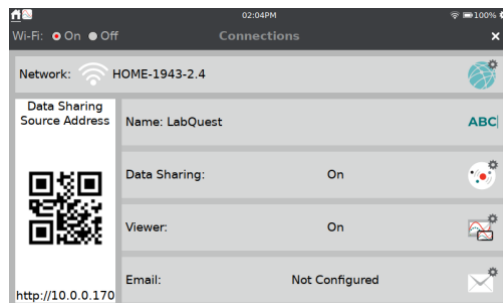 02:04PM 100%
Wi-Fi: On Off Connections
Network: HOME-1943-2.4
Data Sharing
Source Address
Name: LabQuest ABC
Data Sharing: On
Viewer: On
Email: Not Configured
http://10.0.0.170